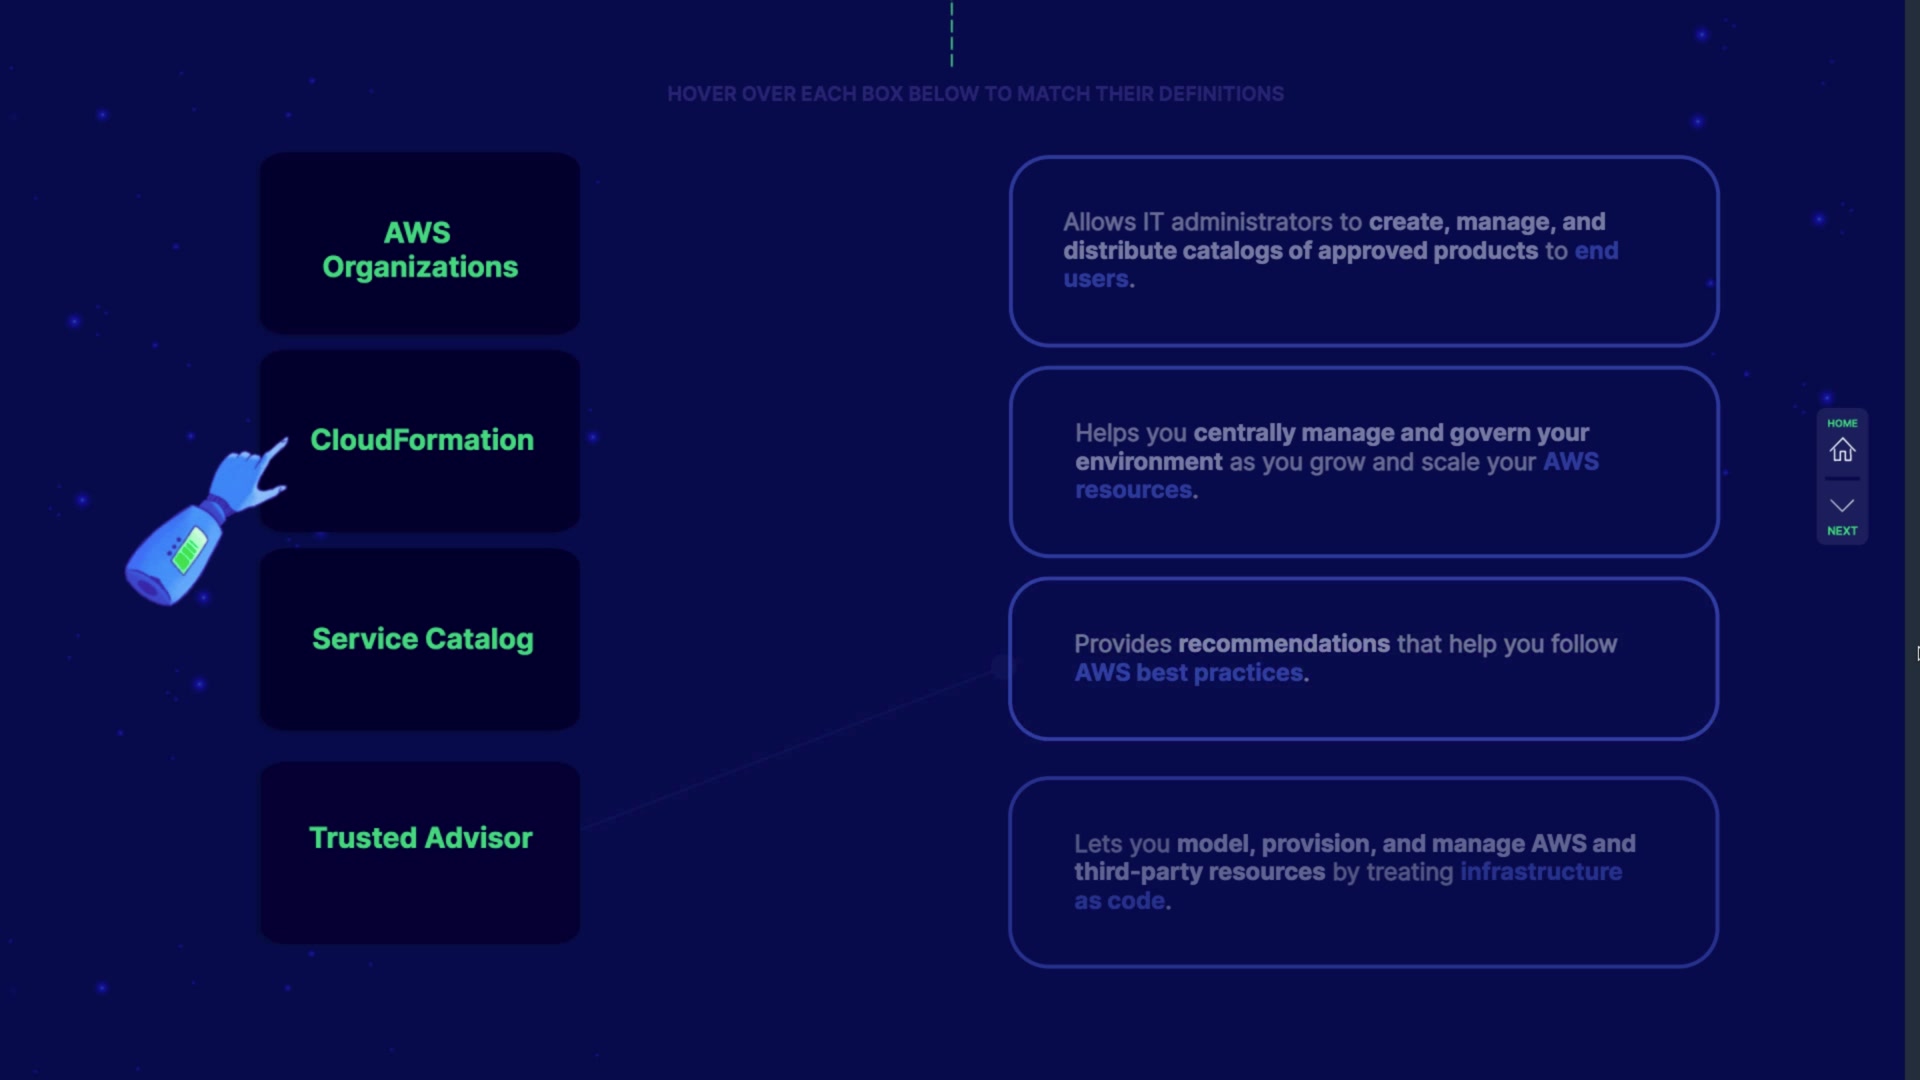 HOVER OVER EACH BOX BELOW TO MATCH THEIR DEFINITIONS
AWS
Organizations
CloudFormation
Service Catalog
Trusted Advisor
Allows IT administrators to create, manage, and
distribute catalogs of approved products to end
users.
Helps you centrally manage and govern your
environment as you grow and scale your AWS
resources.
Provides recommendations that help you follow
AWS best practices.
Lets you model, provision, and manage AWS and
third-party resources by treating infrastructure
as code.
HOME
NEXT